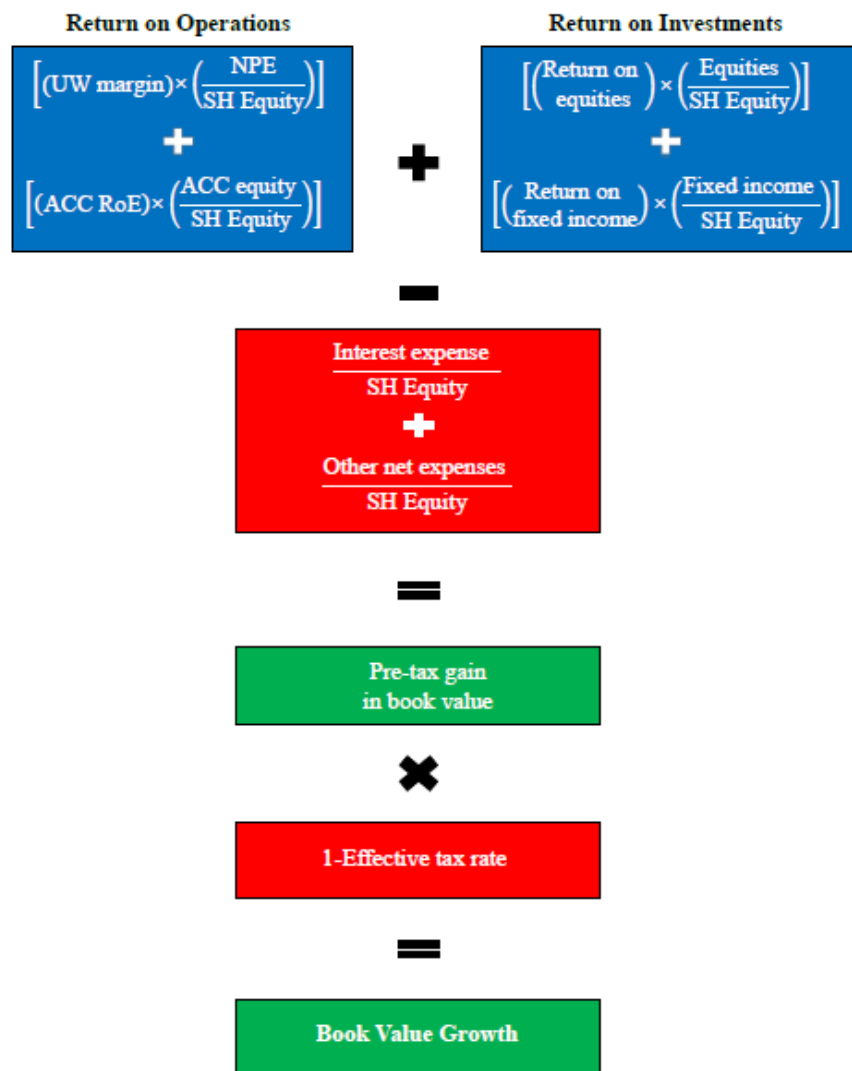 Return on Operations
[(UW margin)×(NPE/SH Equity)]
+
[(ACC RoE)×(ACC equity/SH Equity)]
+
Return on Investments
[(Return on equities)×(Equities/SH Equity)]
+
[(Return on fixed income)×(Fixed income/SH Equity)]
−
Interest expense
SH Equity
+
Other net expenses
SH Equity
=
Pre-tax gain
in book value
×
1-Effective tax rate
=
Book Value Growth